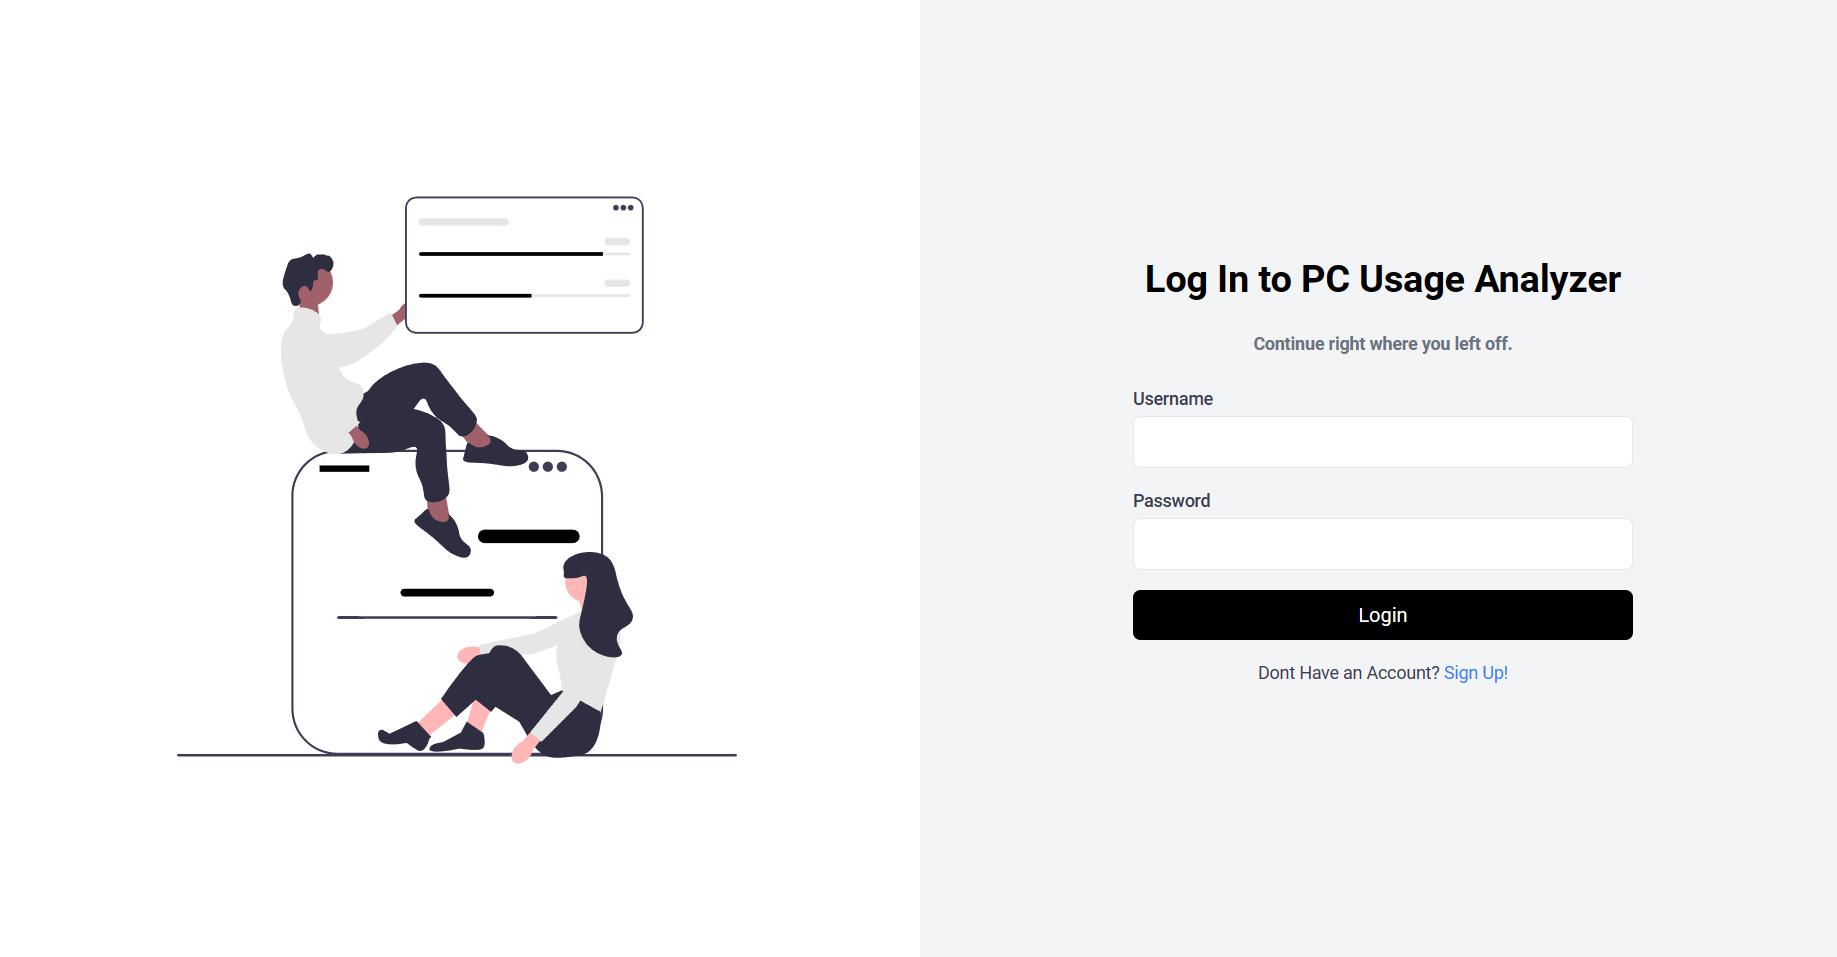 Log In to PC Usage Analyzer
Continue right where you left off.
Username
Password
Login
Dont Have an Account? Sign Up!